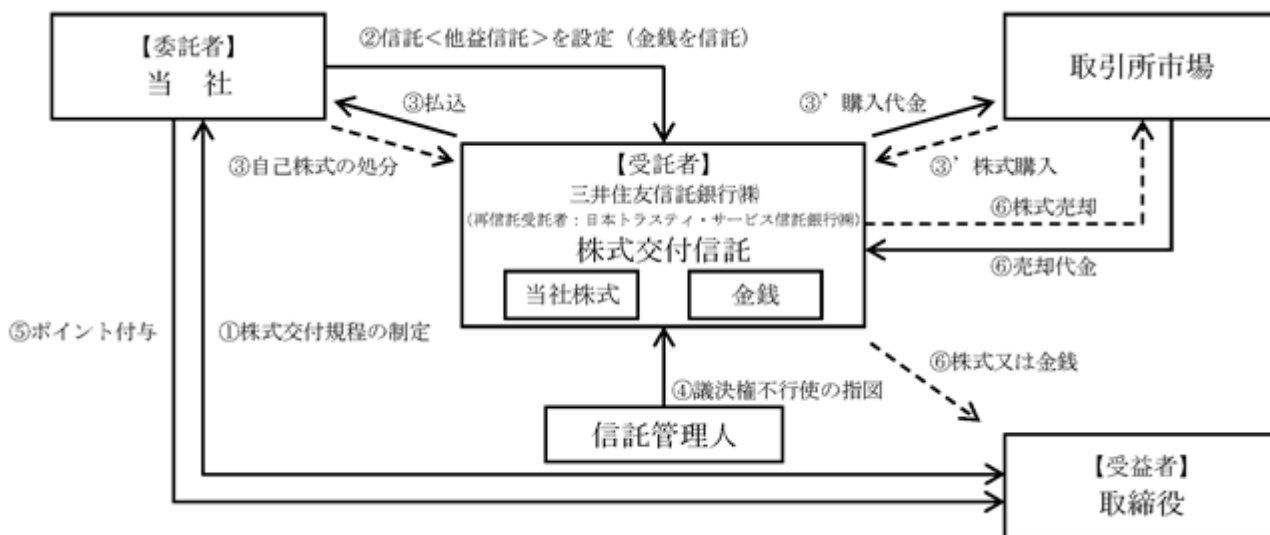 【委託者】
当 社
②信託＜他益信託＞を設定（金銭を信託）
取引所市場
③払込
③’購入代金
③自己株式の処分
③’株式購入
【受託者】
三井住友信託銀行㈱
(再信託受託者：日本トラスティ・サービス信託銀行㈱)
株式交付信託
当社株式
金銭
⑥株式売却
⑥売却代金
⑤ポイント付与
①株式交付規程の制定
⑥株式又は金銭
④議決権不行使の指図
信託管理人
【受益者】
取締役